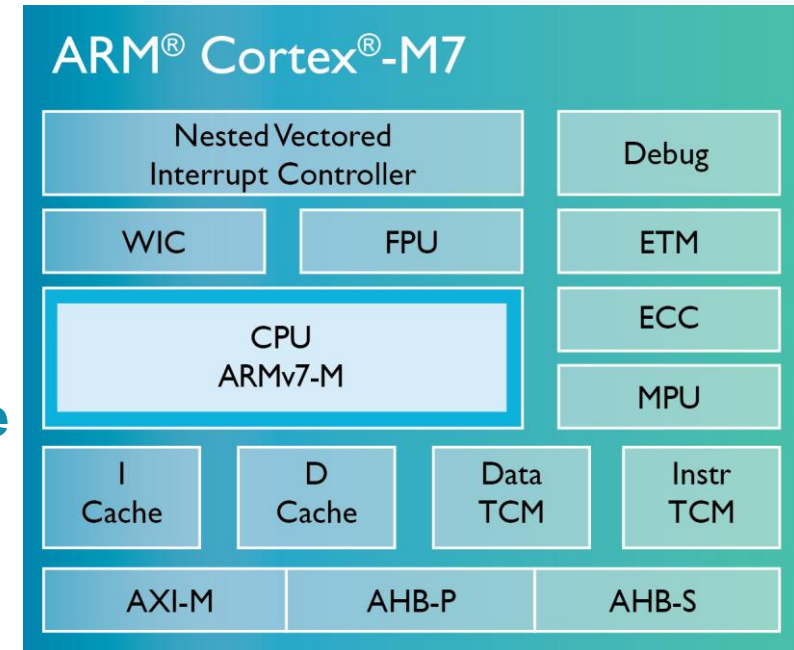 ARM® Cortex®-M7
Nested Vectored
Interrupt Controller
Debug
WIC
FPU
ETM
CPU
ARMv7-M
ECC
MPU
e
I
Cache
D
Cache
Data
TCM
Instr
TCM
AXI-M
AHB-P
AHB-S